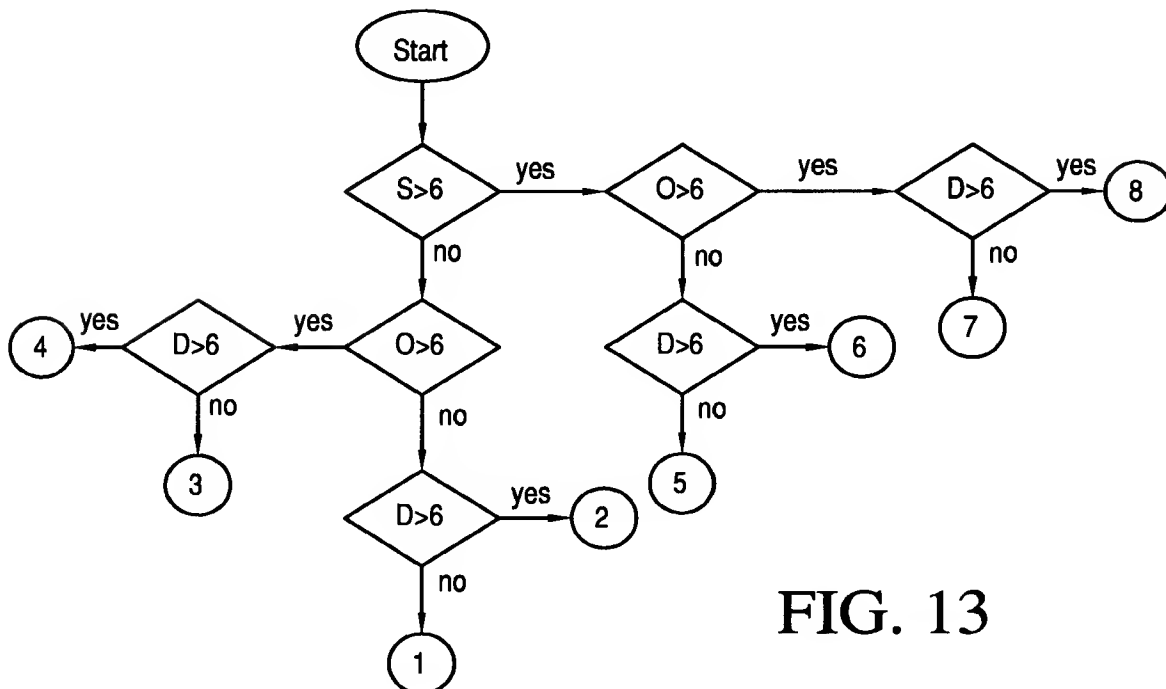 Start
S>6
yes
O>6
yes
D>6
yes
8
no
no
no
7
4
yes
D>6
yes
O>6
D>6
yes
6
no
no
no
3
5
D>6
yes
2
no
1
FIG. 13